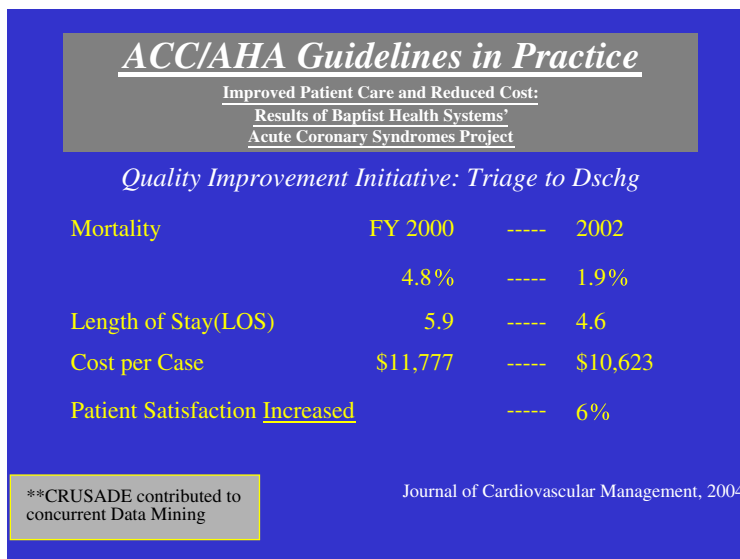 ACC/AHA Guidelines in Practice
Improved Patient Care and Reduced Cost:
Results of Baptist Health Systems’
Acute Coronary Syndromes Project
Quality Improvement Initiative: Triage to Dschg
Mortality FY 2000 ----- 2002
4.8% ----- 1.9%
Length of Stay(LOS) 5.9 ----- 4.6
Cost per Case $11,777 ----- $10,623
Patient Satisfaction Increased ----- 6%
**CRUSADE contributed to
concurrent Data Mining
Journal of Cardiovascular Management, 2004